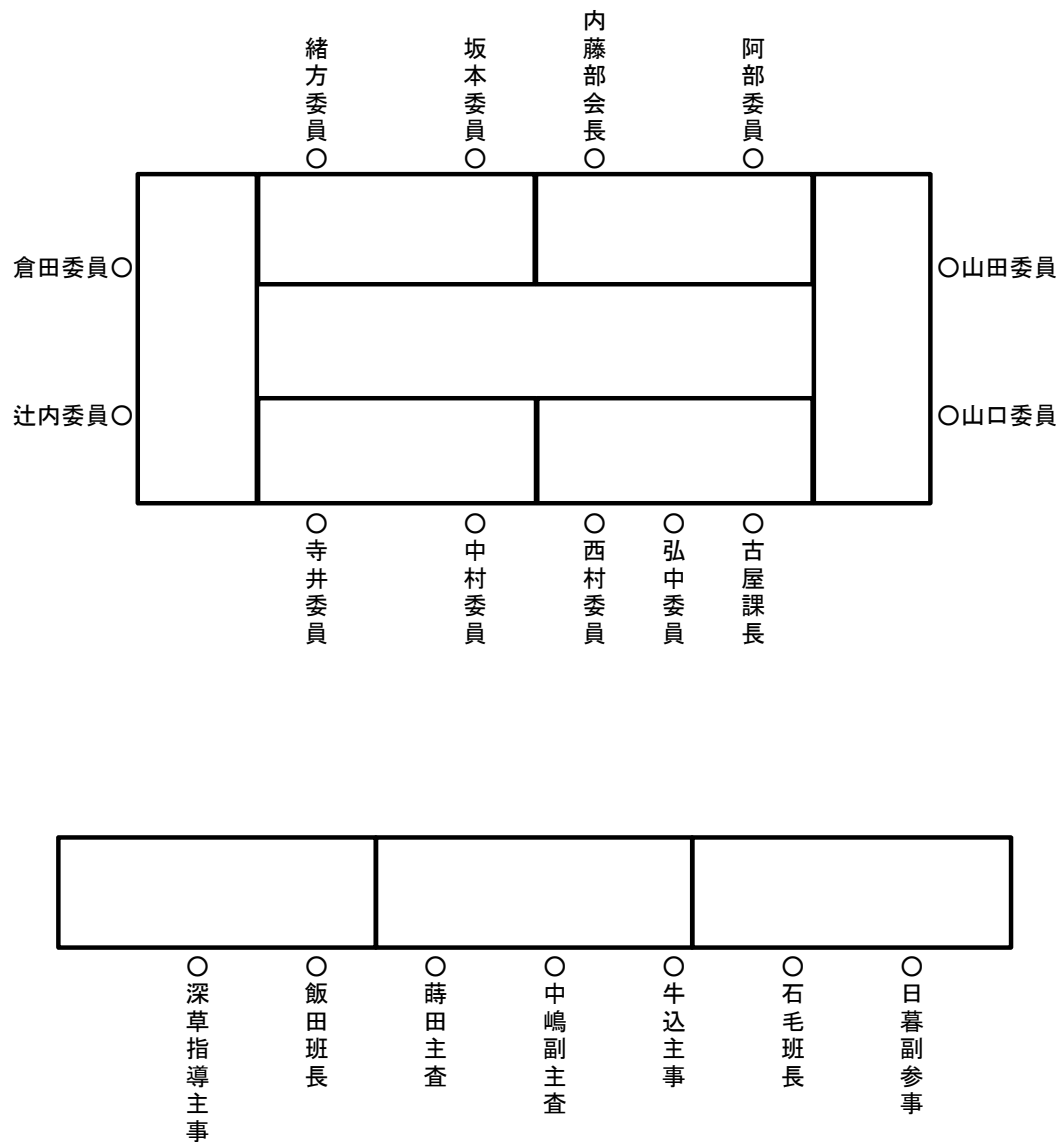 緒方委員○
坂本委員○
内藤部会長○
阿部委員○
倉田委員○
○山田委員
辻内委員○
○山口委員
○寺井委員
○中村委員
○西村委員
○弘中委員
○古屋課長
○深草指導主事
○飯田班長
○蒔田主査
○中嶋副主査
○牛込主事
○石毛班長
○日暮副参事